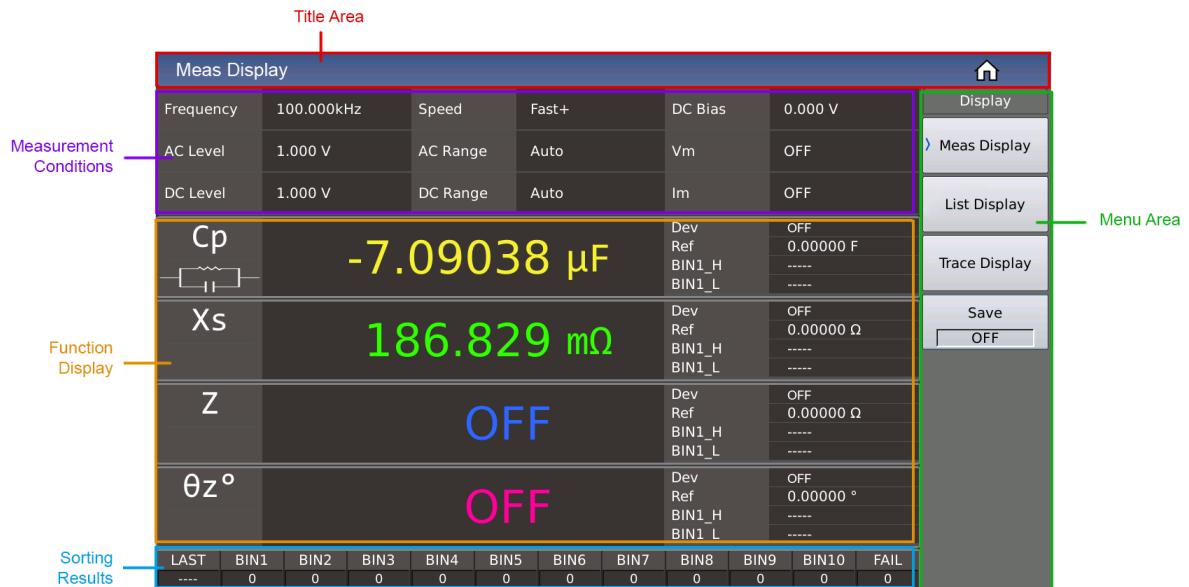 Title Area
Meas Display
Measurement
Conditions
Frequency 100.000kHz Speed Fast+ DC Bias 0.000 V
AC Level 1.000 V AC Range Auto Vm OFF
DC Level 1.000 V DC Range Auto Im OFF
Display
Meas Display
List Display
Trace Display
Save
OFF
Menu Area
Function
Display
Cp
-7.09038 µF
Dev OFF
Ref 0.00000 F
BIN1_H -----
BIN1_L -----
Xs
186.829 mΩ
Dev OFF
Ref 0.00000 Ω
BIN1_H -----
BIN1_L -----
Z
OFF
Dev OFF
Ref 0.00000 Ω
BIN1_H -----
BIN1_L -----
θz°
OFF
Dev OFF
Ref 0.00000 °
BIN1_H -----
BIN1_L -----
Sorting
Results
LAST BIN1 BIN2 BIN3 BIN4 BIN5 BIN6 BIN7 BIN8 BIN9 BIN10 FAIL
---- 0 0 0 0 0 0 0 0 0 0 0